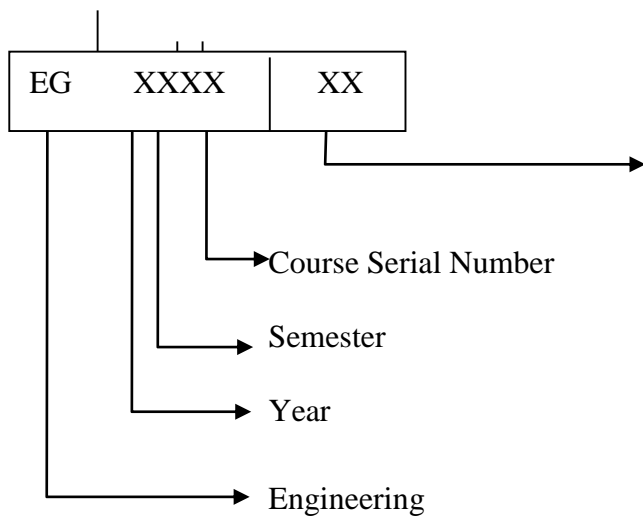 EG XXXX XX
Course Serial Number
Semester
Year
Engineering